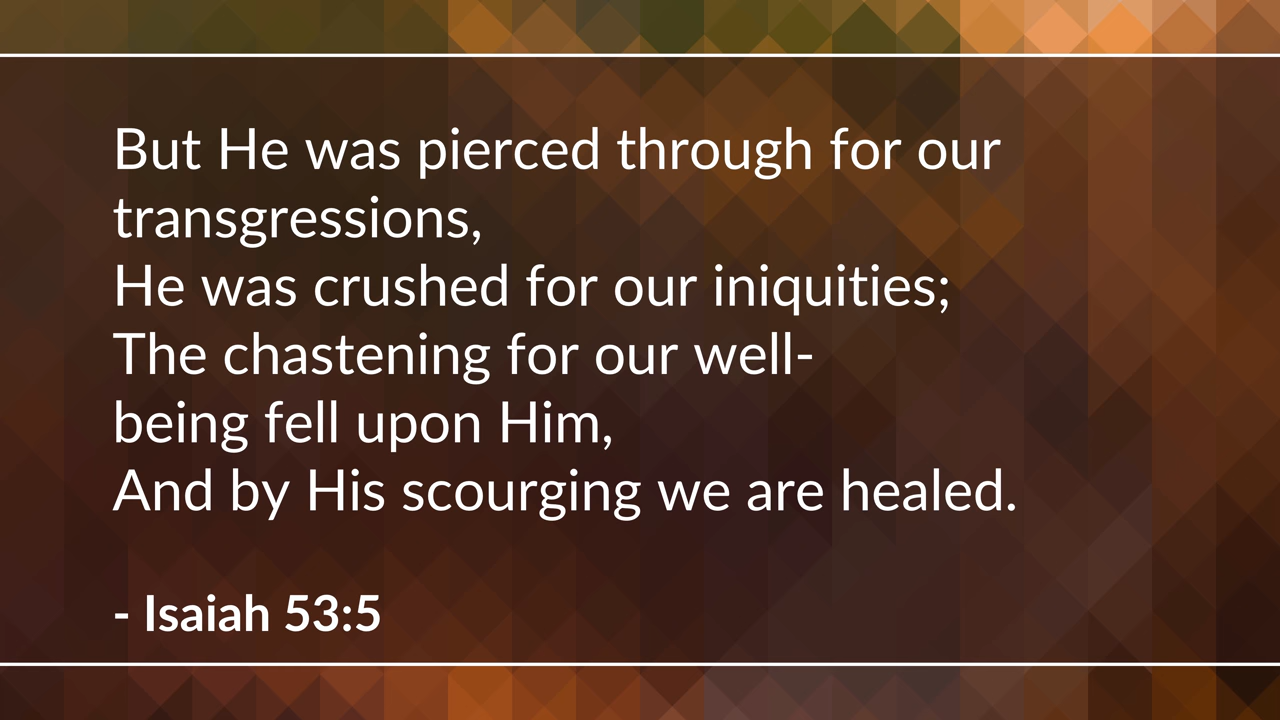 But He was pierced through for our
transgressions,
He was crushed for our iniquities;
The chastening for our well-
being fell upon Him,
And by His scourging we are healed.
- Isaiah 53:5